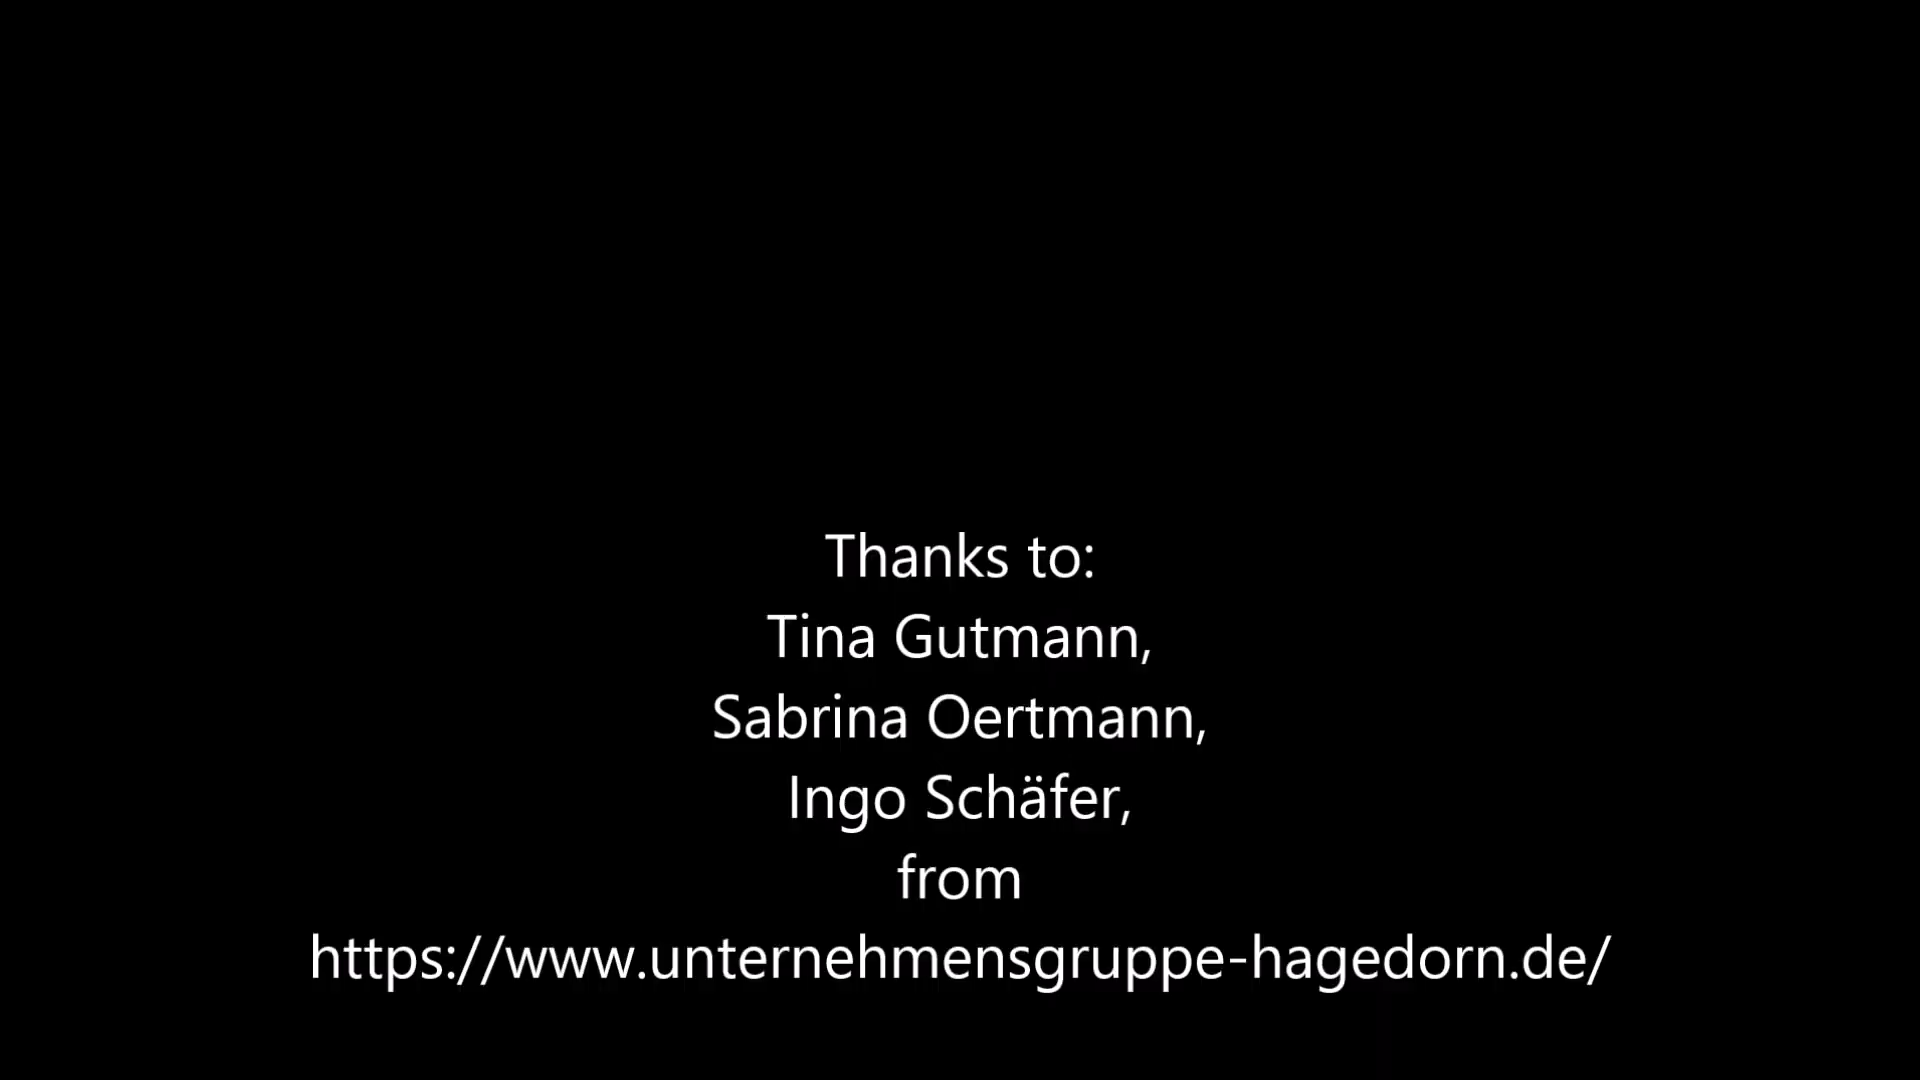 Thanks to:
Tina Gutmann,
Sabrina Oertmann,
Ingo Schäfer,
from
https://www.unternehmensgruppe-hagedorn.de/